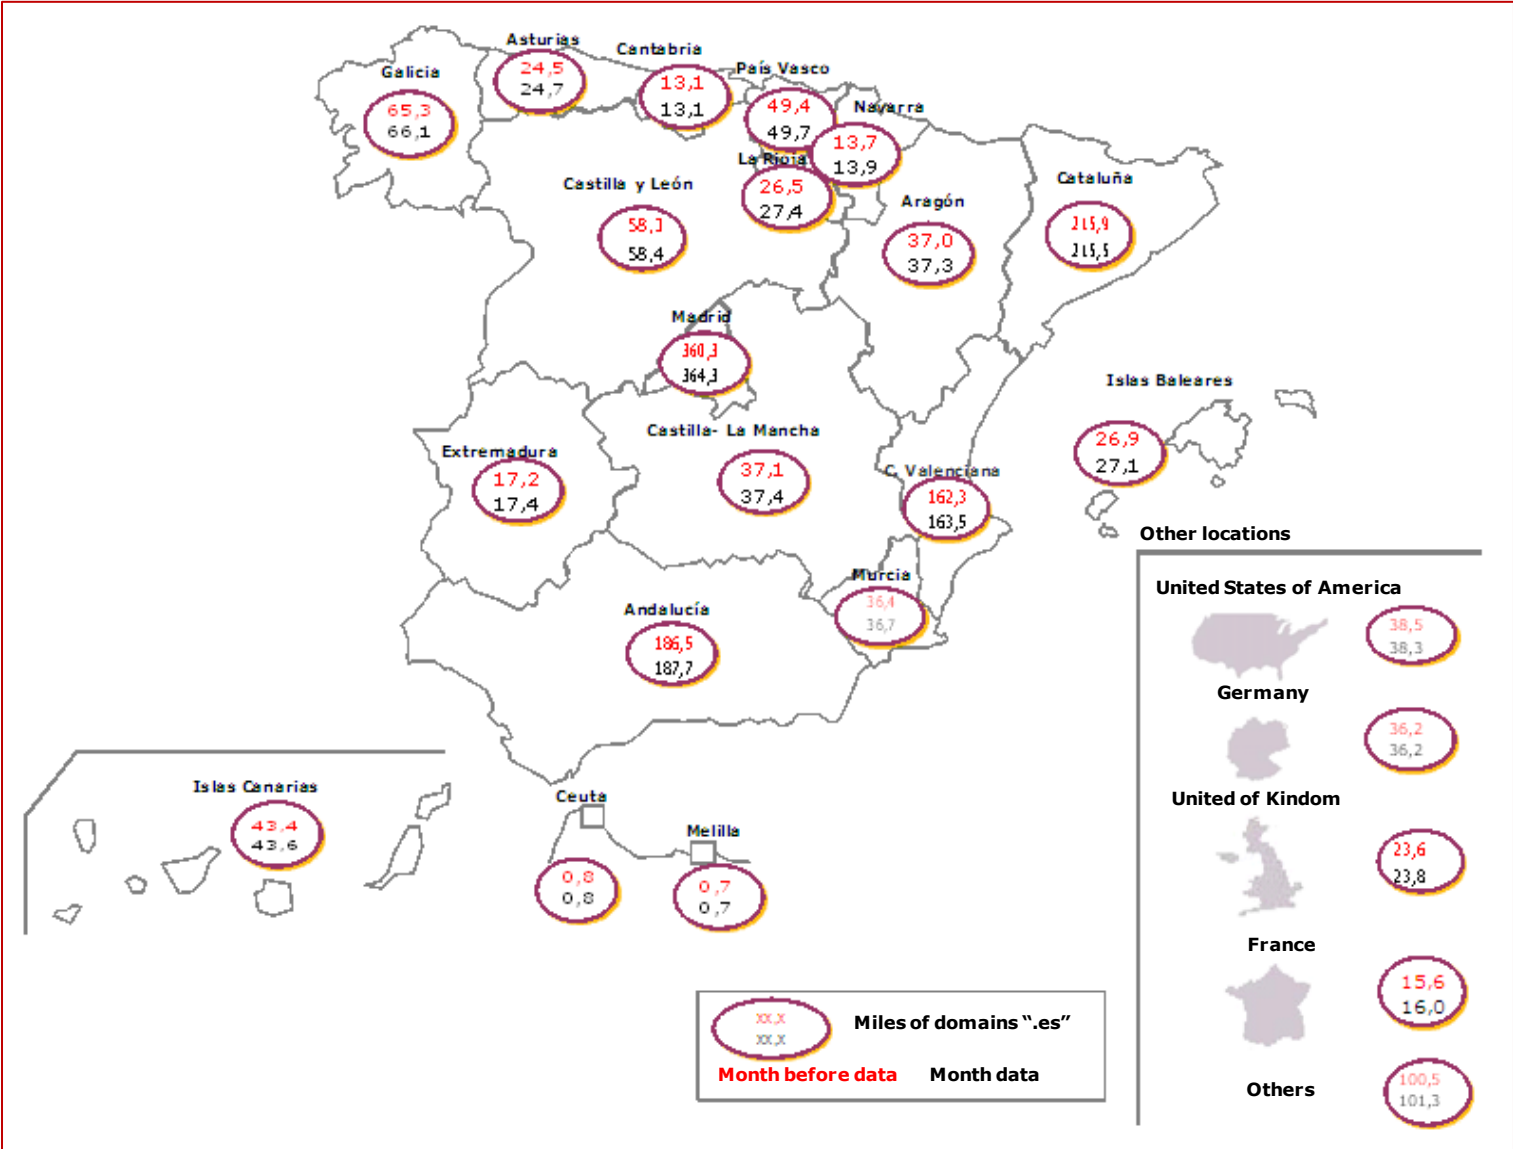 Asturias
24,5
24,7
Cantabria
13,1
13,1
País Vasco
49,4
49,7
Galicia
65,3
66,1
Navarra
13,7
13,9
La Rioja
26,5
27,4
Castilla y León
58,3
58,4
Aragón
37,0
37,3
Cataluña
215,9
215,5
Madrid
360,3
364,3
Islas Baleares
26,9
27,1
Castilla- La Mancha
37,1
37,4
Extremadura
17,2
17,4
C. Valenciana
162,3
163,5
Murcia
36,4
36,7
Andalucía
186,5
187,7
Islas Canarias
43,4
43,6
Ceuta
0,8
0,8
Melilla
0,7
0,7
Other locations
United States of America
38,5
38,3
Germany
36,2
36,2
United of Kindom
23,6
23,8
France
15,6
16,0
Others
100,5
101,3
xx,x
xx,x
Miles of domains “.es”
Month before data Month data